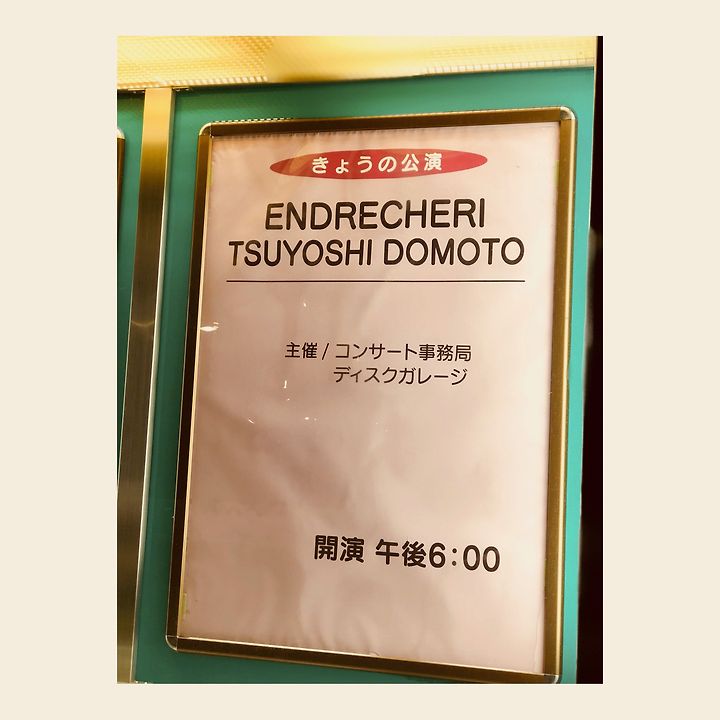 きょうの公演
ENDRECHERI
TSUYOSHI DOMOTO
主催 / コンサート事務局
ディスクガレージ
開演 午後6:00